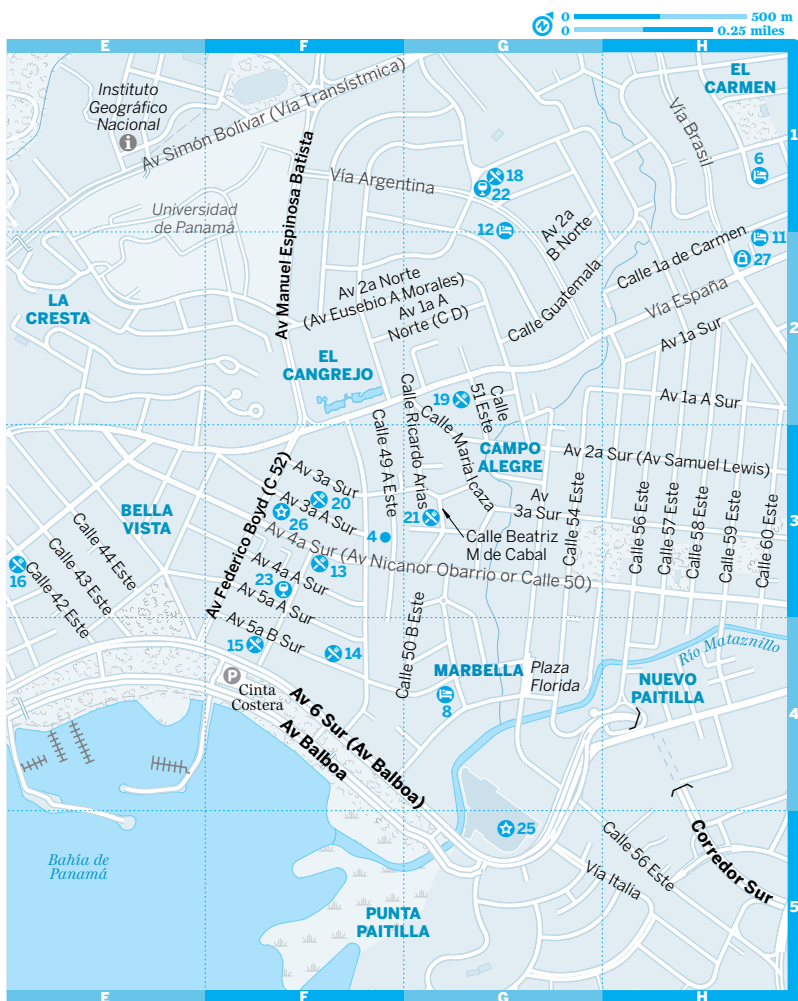 0 500 m
0 0.25 miles
N
E F G H
EL
CARMEN
Instituto
Geográfico
Nacional
i
Av Simón Bolívar (Vía Transístmica)
Vía Brasil
1
6
Av Manuel Espinosa Batista
Vía Argentina
18
22
Universidad
de Panamá
12
Av 2a
B Norte
11
27
Calle 1a de Carmen
Vía España
LA
CRESTA
Av 2a Norte
(Av Eusebio A Morales)
Av 1a A
Norte (C D)
Calle Guatemala
2
Av 1a Sur
EL
CANGREJO
19
Calle
51 Este
Av 1a A Sur
Calle 49 A Este
Calle Ricardo Arias
Calle María Icaza
CAMPO
ALEGRE
Av 2a Sur (Av Samuel Lewis)
Av Federico Boyd (C 52)
Av 3a Sur
20
Av 3a A Sur
26
BELLA
VISTA
21
4
Av
3a Sur
Calle 54 Este
Calle 56 Este
Calle 57 Este
Calle 58 Este
Calle 59 Este
Calle 60 Este
3
Calle Beatriz
M de Cabal
Av 4a Sur (Av Nicanor Obarrio or Calle 50)
Calle 44 Este
Calle 43 Este
Calle 42 Este
16
13
Av 4a A Sur
23
Av 5a A Sur
Av 5a B Sur
15
14
Calle 50 B Este
Río Mataznillo
MARBELLA
Plaza
Florida
NUEVO
PAITILLA
P
Cinta
Costera
8
4
Av 6 Sur (Av Balboa)
Av Balboa
25
Calle 56 Este
Corredor Sur
Vía Italia
Bahía de
Panamá
PUNTA
PAITILLA
5
E F G H